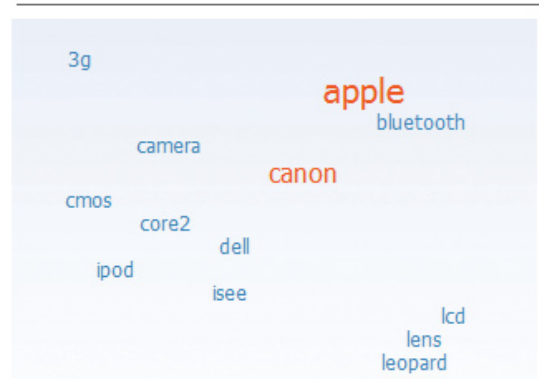 3g
apple
bluetooth
camera
canon
cmos
core2
dell
ipod
isee
lcd
lens
leopard